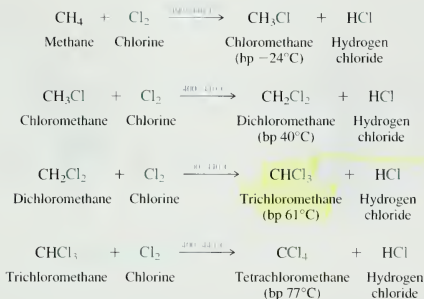 CH₄ + Cl₂ → CH₃Cl + HCl
Methane Chlorine Chloromethane Hydrogen
(bp −24°C) chloride
CH₃Cl + Cl₂ → CH₂Cl₂ + HCl
Chloromethane Chlorine Dichloromethane Hydrogen
(bp 40°C) chloride
CH₂Cl₂ + Cl₂ → CHCl₃ + HCl
Dichloromethane Chlorine Trichloromethane Hydrogen
(bp 61°C) chloride
CHCl₃ + Cl₂ → CCl₄ + HCl
Trichloromethane Chlorine Tetrachloromethane Hydrogen
(bp 77°C) chloride